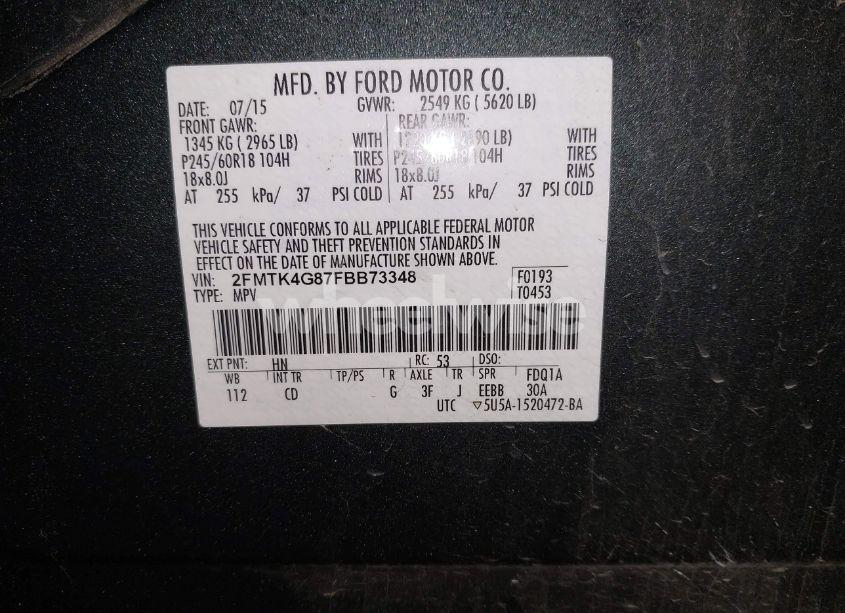 MFD. BY FORD MOTOR CO.
DATE: 07/15 GVWR: 2549 KG ( 5620 LB)
FRONT GAWR: REAR GAWR:
1345 KG ( 2965 LB) WITH LB) WITH
P245/60R18 104H TIRES 104H TIRES
18x8.0J RIMS 18x8.0J RIMS
AT 255 kPa/ 37 PSI COLD AT 255 kPa/ 37 PSI COLD
THIS VEHICLE CONFORMS TO ALL APPLICABLE FEDERAL MOTOR
VEHICLE SAFETY AND THEFT PREVENTION STANDARDS IN
EFFECT ON THE DATE OF MANUFACTURE SHOWN ABOVE.
VIN: 2FMTK4G87FBB73348 F0193
TYPE: MPV T0453
wheelwise
EXT PNT: HN RC: 53 DSO:
WB INT TR TP/PS R AXLE TR SPR FDQ1A
112 CD G 3F J EEBB 30A
UTC ▽5U5A-1520472-BA